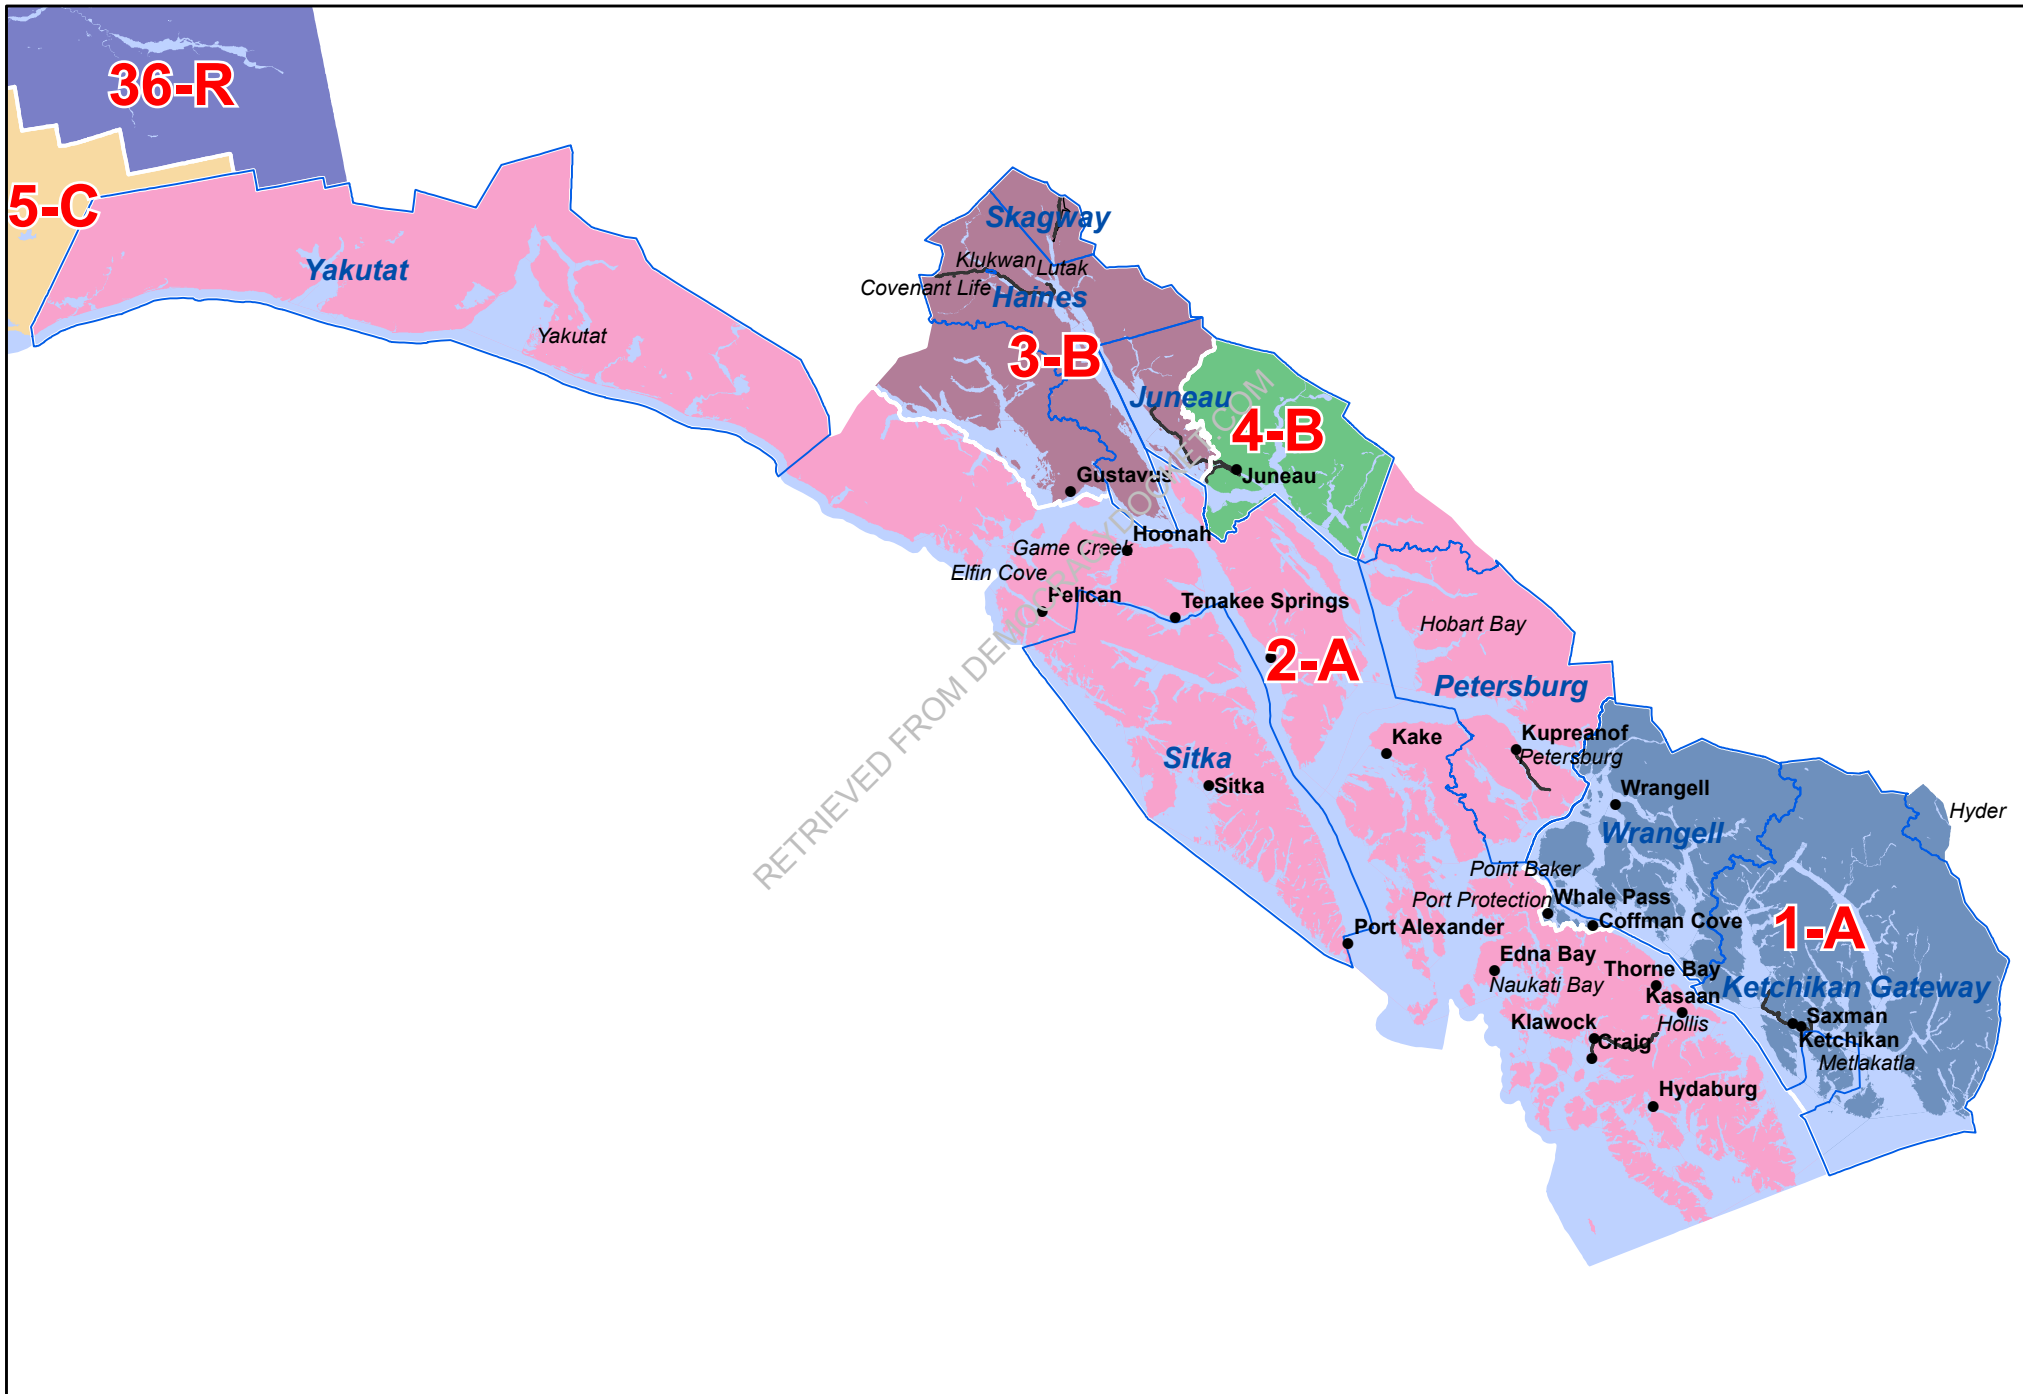 36-R
5-C
Yakutat
Yakutat
Skagway
Klukwan
Lutak
Covenant Life
Haines
3-B
Juneau
4-B
Juneau
Gustavus
Hoonah
Game Creek
Elfin Cove
Pelican
Tenakee Springs
Hobart Bay
2-A
Petersburg
Kake
Kupreanof
Petersburg
Sitka
Sitka
Wrangell
Wrangell
Hyder
Point Baker
Port Protection
Whale Pass
Coffman Cove
1-A
Port Alexander
Edna Bay
Thorne Bay
Naukati Bay
Kasaan
Ketchikan Gateway
Klawock
Hollis
Saxman
Craig
Ketchikan
Metlakatla
Hydaburg
RETRIEVED FROM DEMOCRACYDOCKET.COM